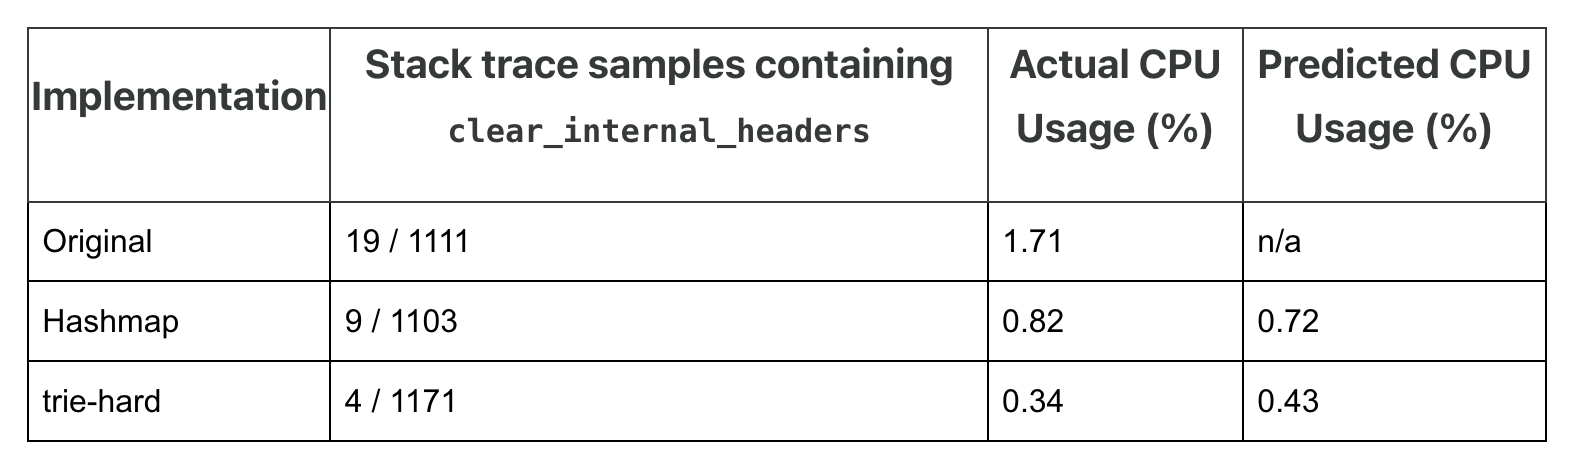 Implementation
Stack trace samples containing
clear_internal_headers
Actual CPU
Usage (%)
Predicted CPU
Usage (%)
Original
19 / 1111
1.71
n/a
Hashmap
9 / 1103
0.82
0.72
trie-hard
4 / 1171
0.34
0.43